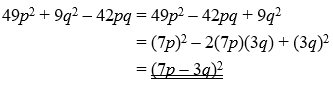 49p² + 9q² – 42pq = 49p² – 42pq + 9q²
= (7p)² – 2(7p)(3q) + (3q)²
= (7p – 3q)²